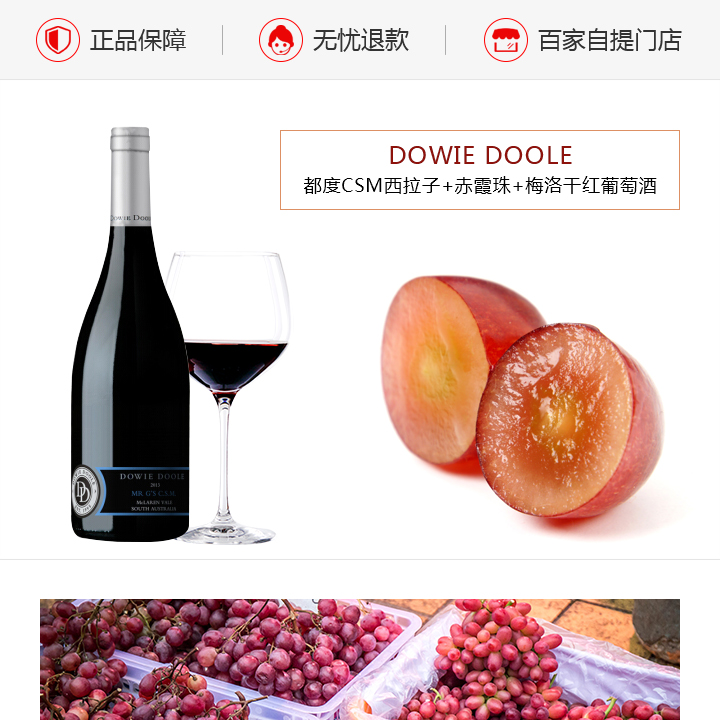 正品保障
无忧退款
百家自提门店
DOWIE DOOLE
都度CSM西拉子+赤霞珠+梅洛干红葡萄酒
DOWIE DOOLE
DOWIE DOOLE
2013
MR G'S C.S.M.
McLAREN VALE
SOUTH AUSTRALIA